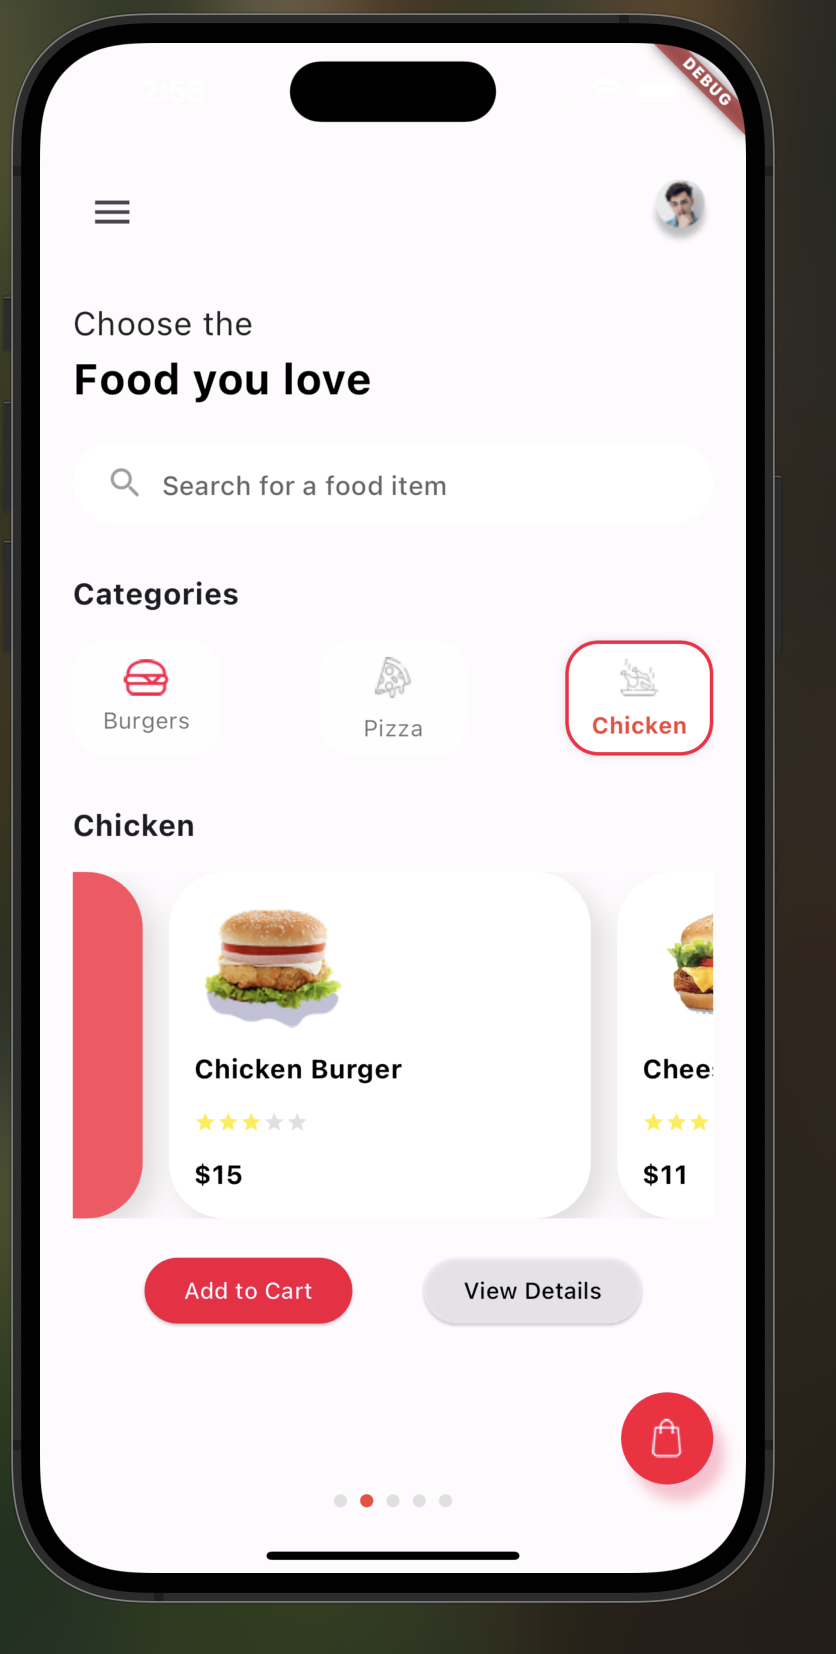 2:53
DEBUG
Choose the
Food you love
Search for a food item
Categories
Burgers
Pizza
Chicken
Chicken
Chicken Burger
$15
Chee
$11
Add to Cart
View Details